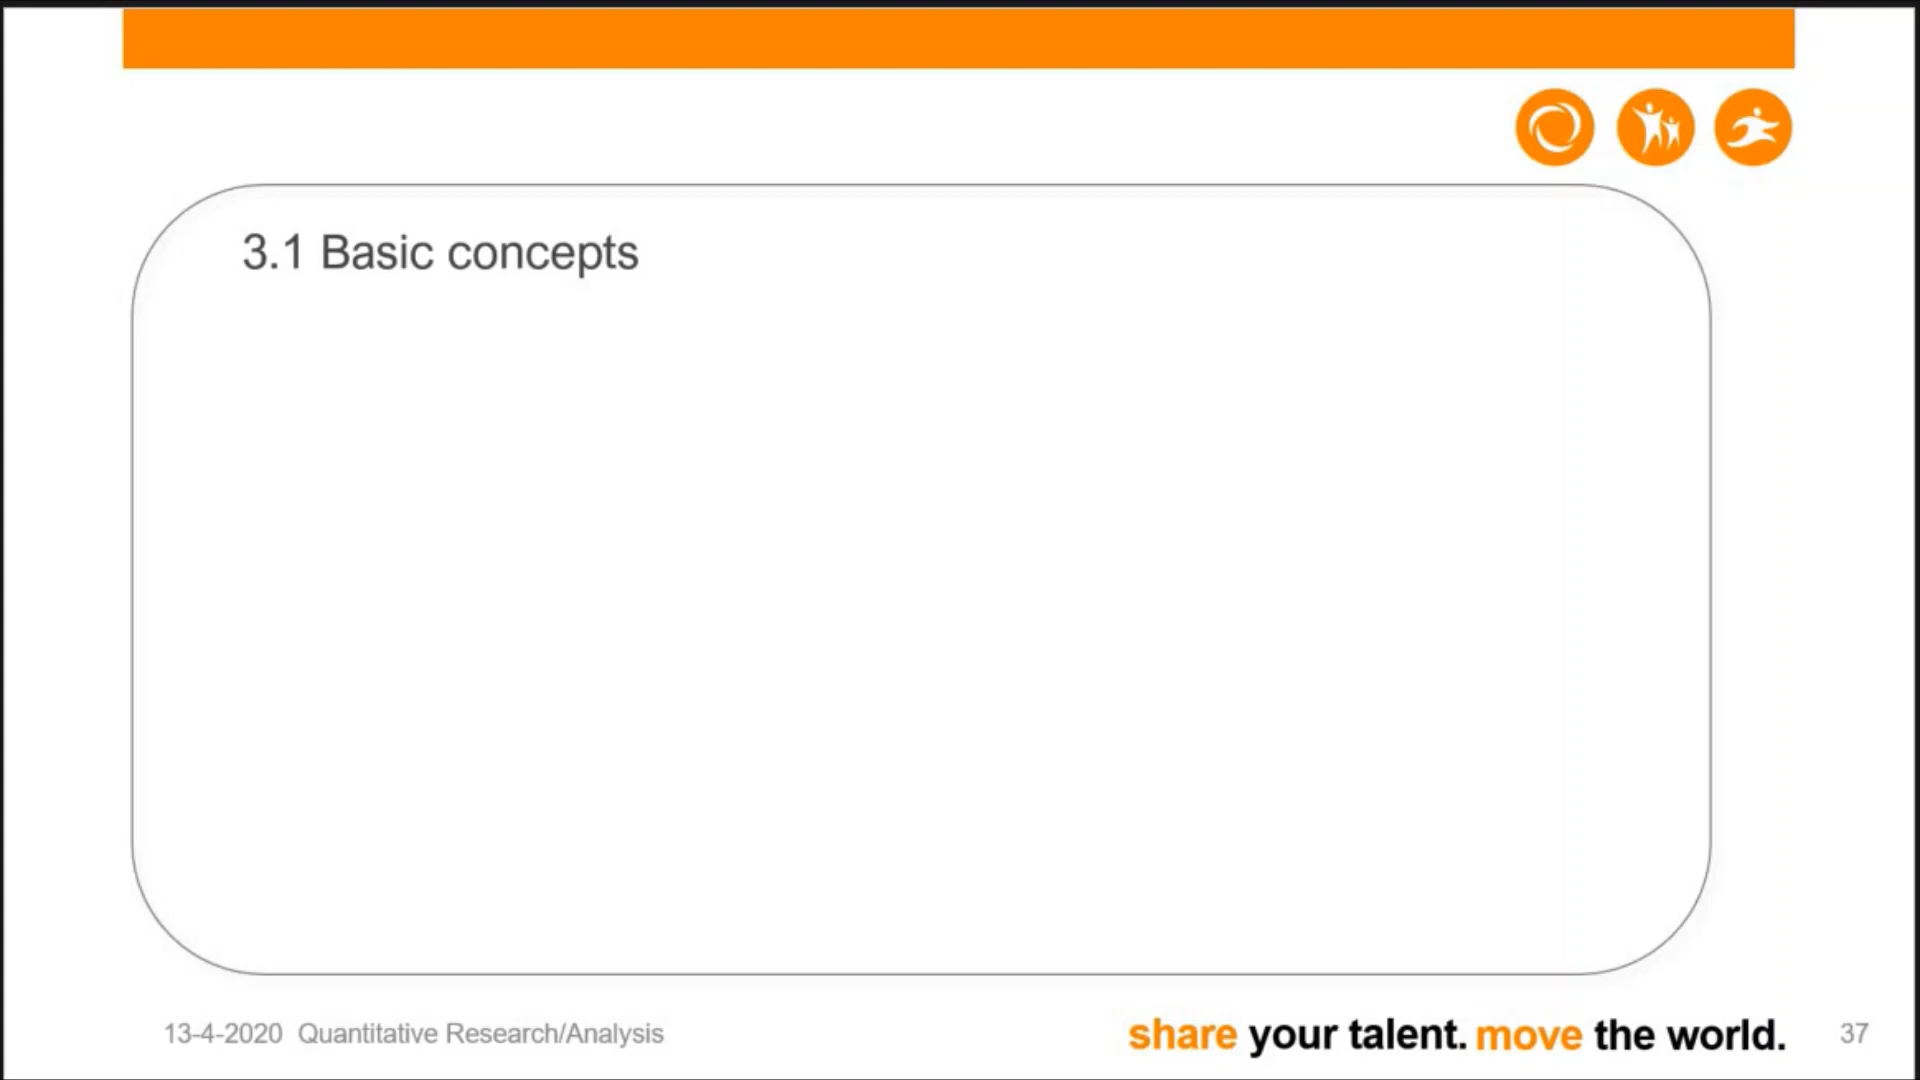 3.1 Basic concepts
13-4-2020 Quantitative Research/Analysis
share your talent. move the world.
37